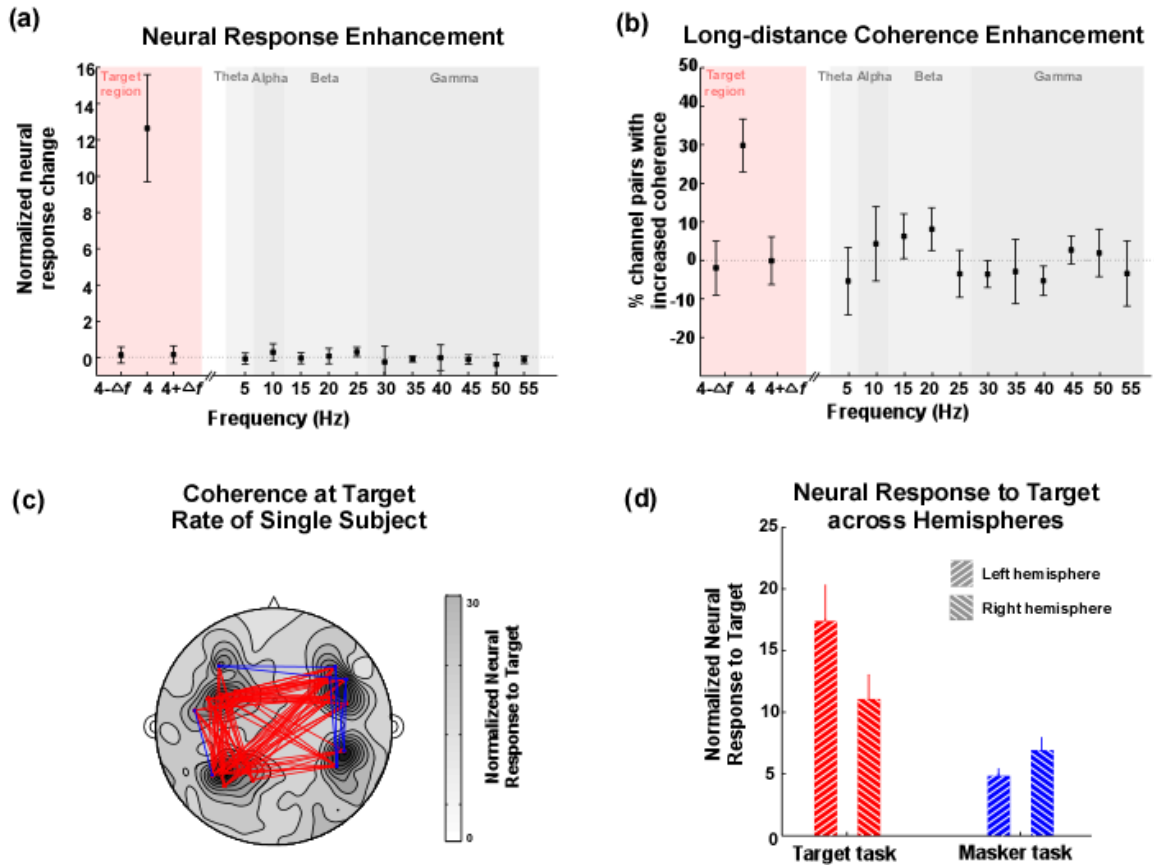 (a)
Neural Response Enhancement
Target region
Theta Alpha Beta Gamma
16
14
12
10
8
6
4
2
0
Normalized neural
response change
4-Δf 4 4+Δf // 5 10 15 20 25 30 35 40 45 50 55
Frequency (Hz)
(b)
Long-distance Coherence Enhancement
Target region
Theta Alpha Beta Gamma
50
40
30
20
10
0
-10
-20
% channel pairs with
increased coherence
4-Δf 4 4+Δf // 5 10 15 20 25 30 35 40 45 50 55
Frequency (Hz)
(c)
Coherence at Target
Rate of Single Subject
30
0
Normalized Neural
Response to Target
(d)
Neural Response to Target
across Hemispheres
25
20
15
10
5
0
Normalized Neural
Response to Target
Left hemisphere
Right hemisphere
Target task Masker task